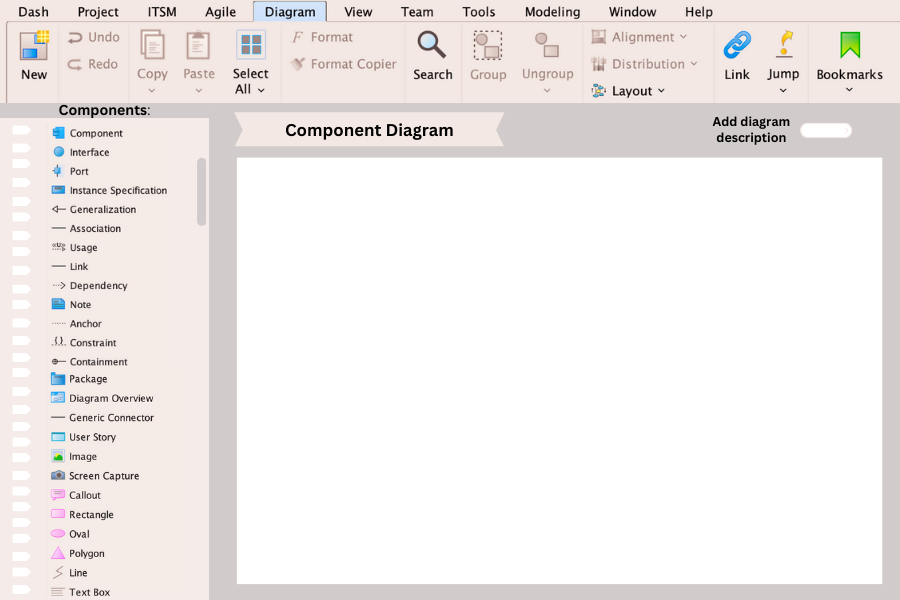 Dash Project ITSM Agile Diagram View Team Tools Modeling Window Help
New
Undo
Redo
Copy
Paste
Select
All
Format
Format Copier
Search
Group
Ungroup
Alignment
Distribution
Layout
Link
Jump
Bookmarks
Components:
Component
Interface
Port
Instance Specification
Generalization
Association
Usage
Link
Dependency
Note
Anchor
Constraint
Containment
Package
Diagram Overview
Generic Connector
User Story
Image
Screen Capture
Callout
Rectangle
Oval
Polygon
Line
Text Box
Component Diagram
Add diagram
description